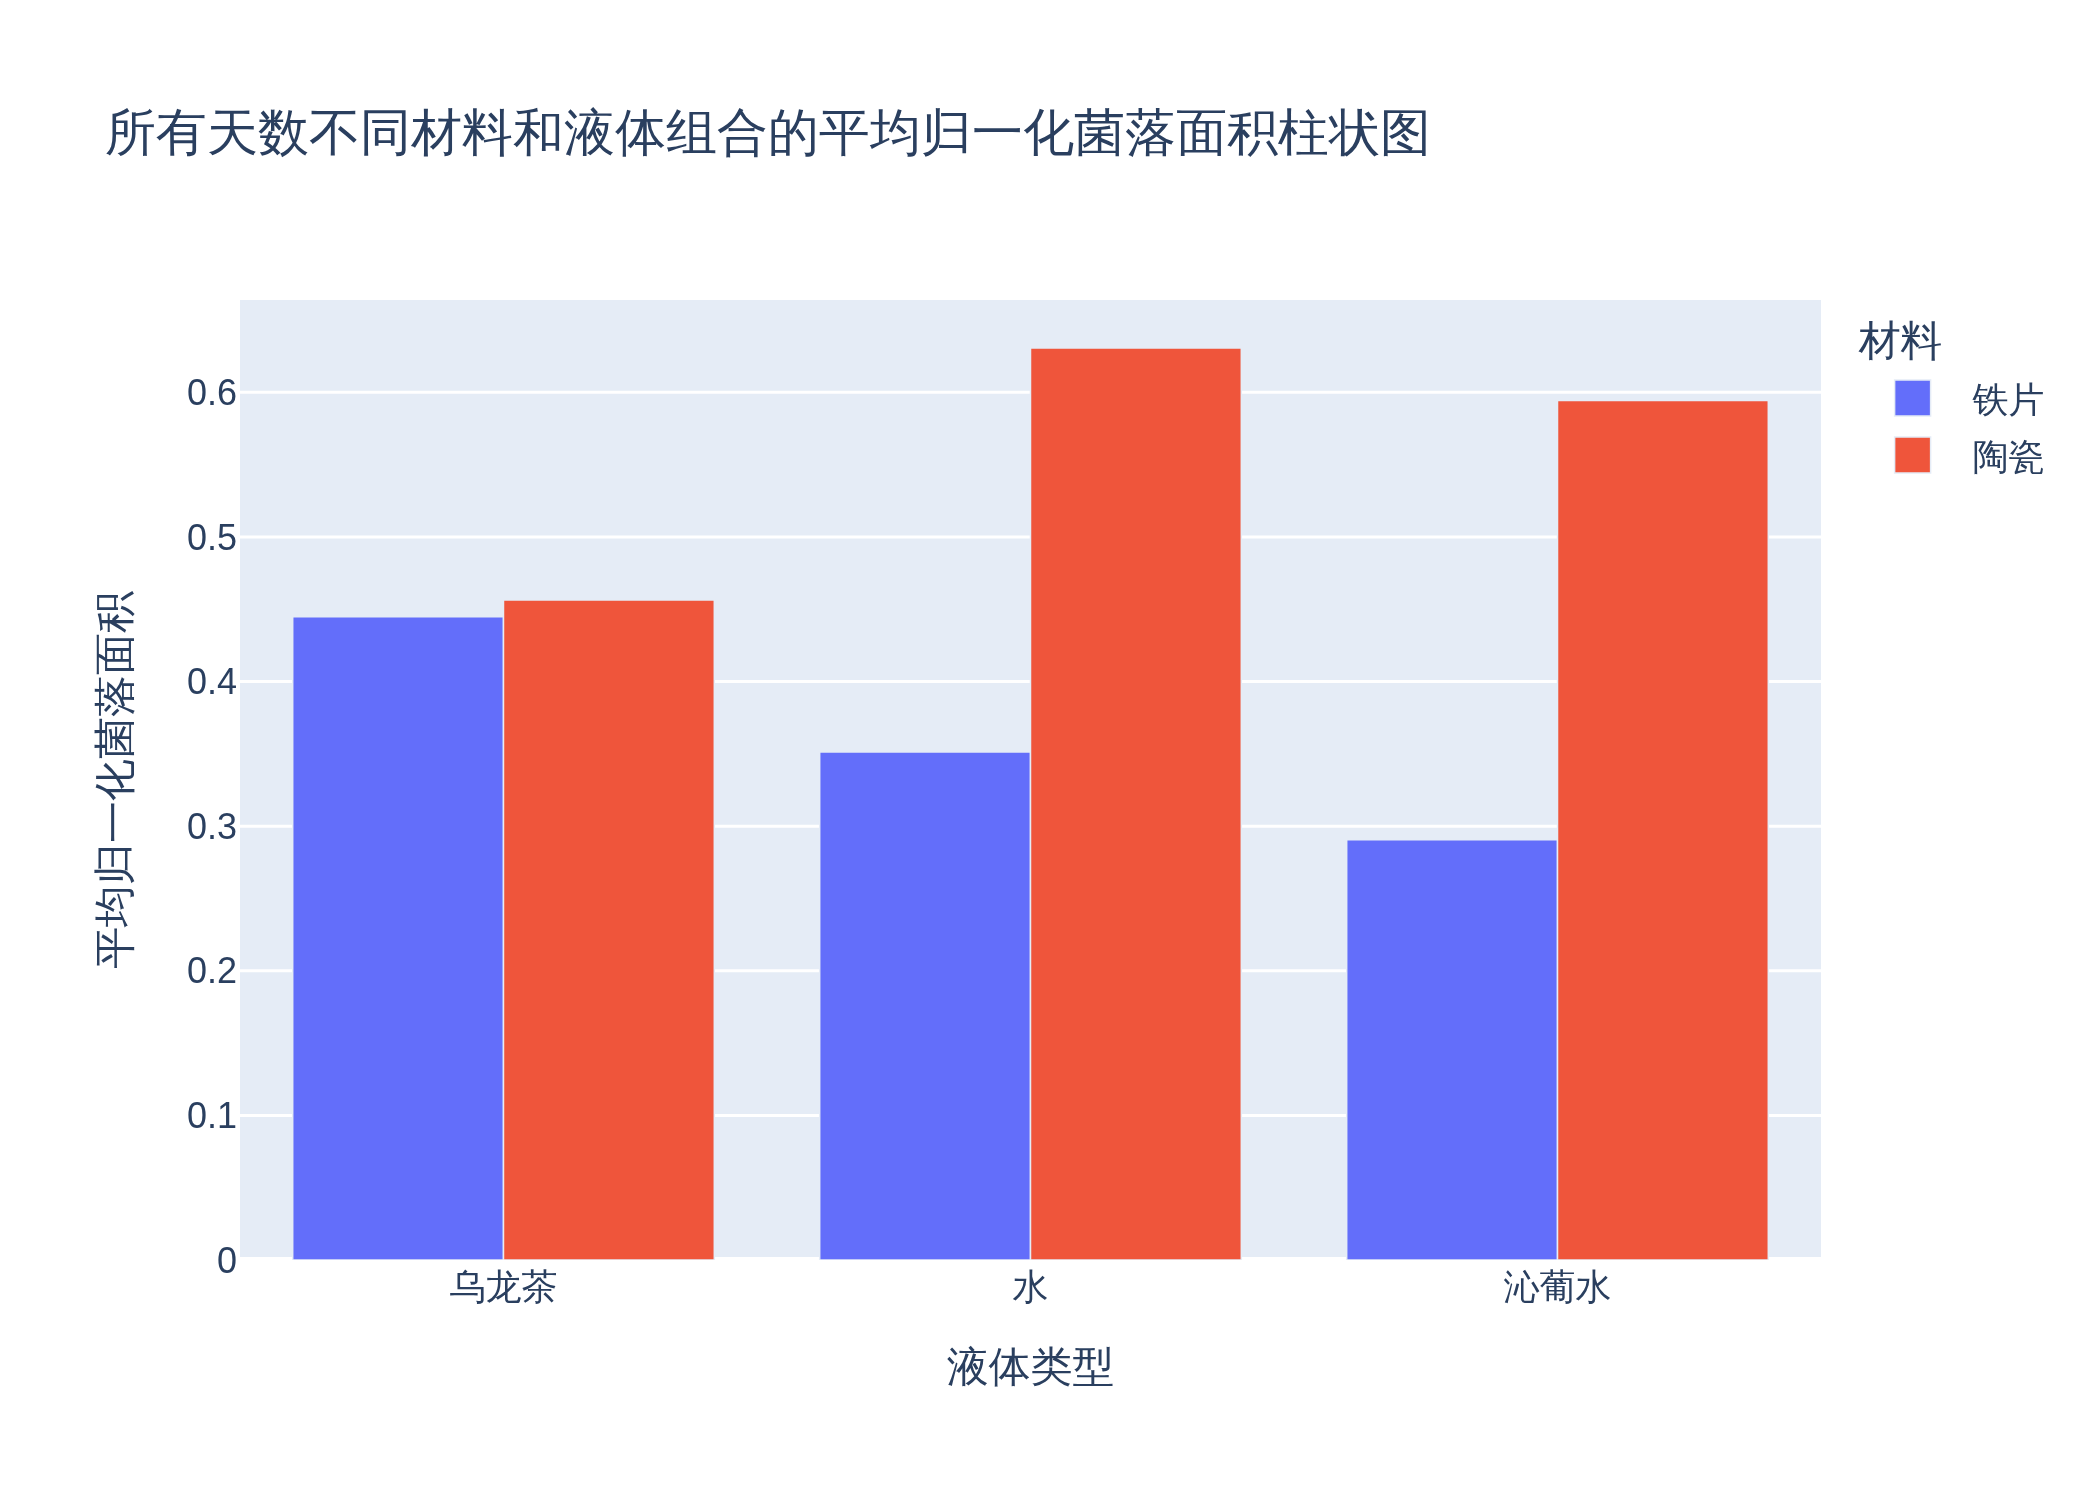 所有天数不同材料和液体组合的平均归一化菌落面积柱状图
材料
铁片
陶瓷
平均归一化菌落面积
0.6
0.5
0.4
0.3
0.2
0.1
0
乌龙茶
水
沁葡水
液体类型